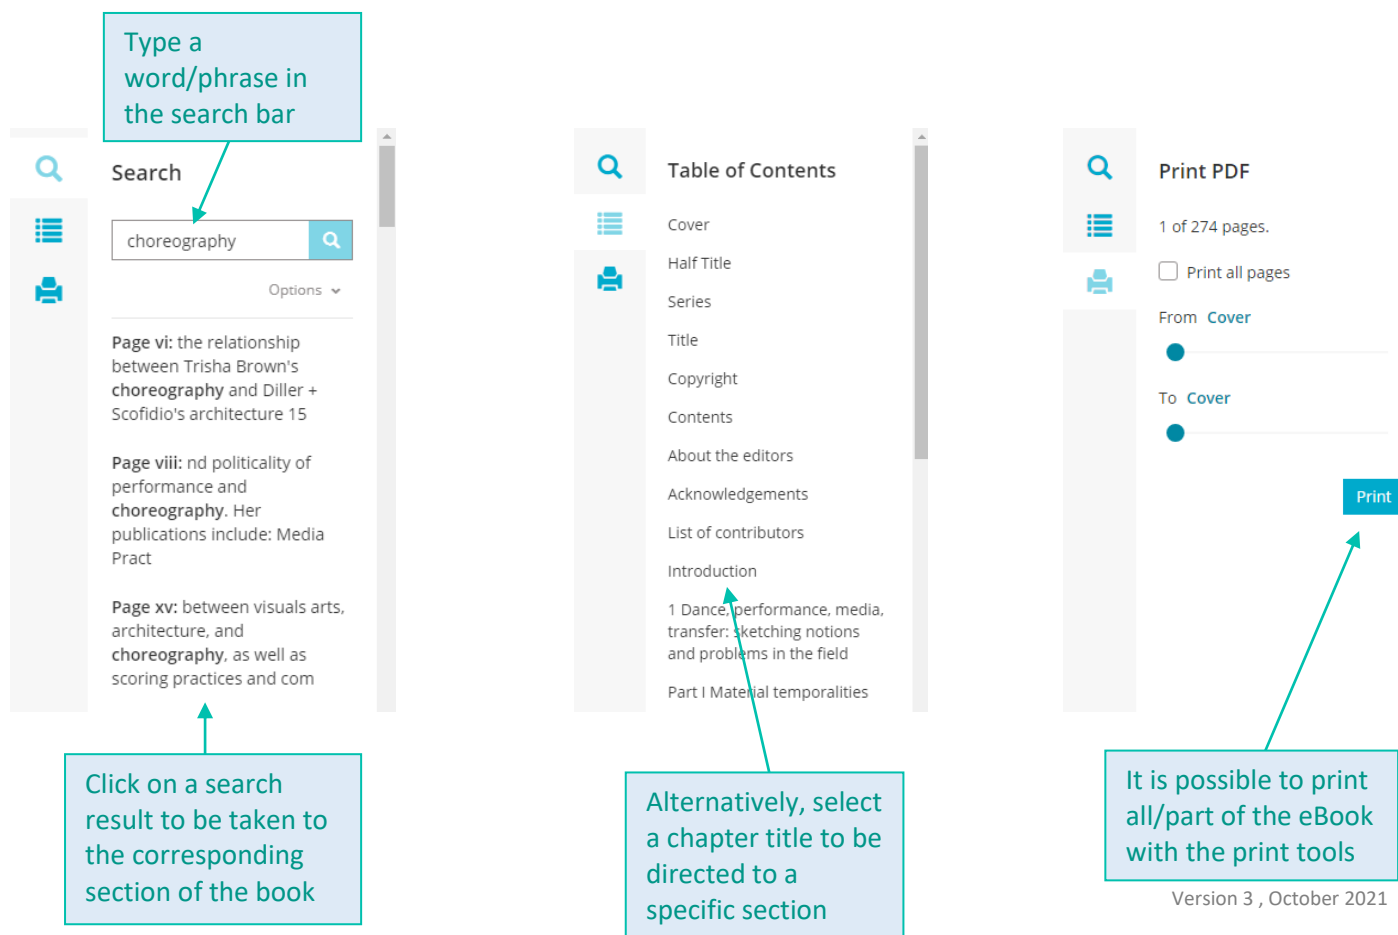 Type a
word/phrase in
the search bar
Search
choreography
Options
Page vi: the relationship
between Trisha Brown's
choreography and Diller +
Scofidio's architecture 15
Page viii: nd politicality of
performance and
choreography. Her
publications include: Media
Pract
Page xv: between visuals arts,
architecture, and
choreography, as well as
scoring practices and com
Click on a search
result to be taken to
the corresponding
section of the book
Table of Contents
Cover
Half Title
Series
Title
Copyright
Contents
About the editors
Acknowledgements
List of contributors
Introduction
1 Dance, performance, media,
transfer: sketching notions
and problems in the field
Part I Material temporalities
Alternatively, select
a chapter title to be
directed to a
specific section
Print PDF
1 of 274 pages.
Print all pages
From Cover
To Cover
Print
It is possible to print
all/part of the eBook
with the print tools
Version 3 , October 2021